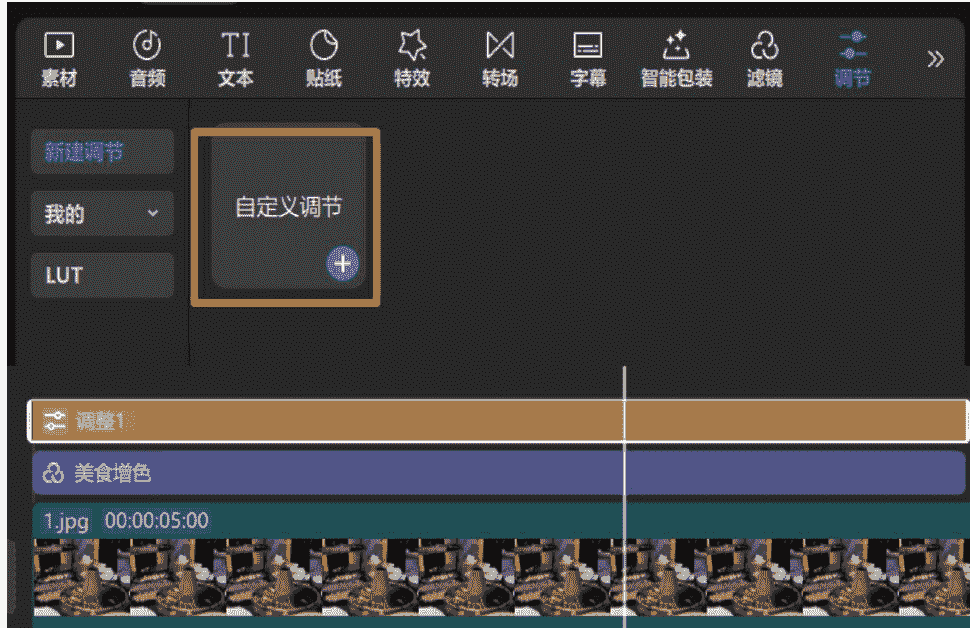 素材 音频 文本 贴纸 特效 转场 字幕 智能包装 滤镜 调节
新建调节
我的
LUT
自定义调节
调整1
美食增色
1.jpg 00:00:05:00